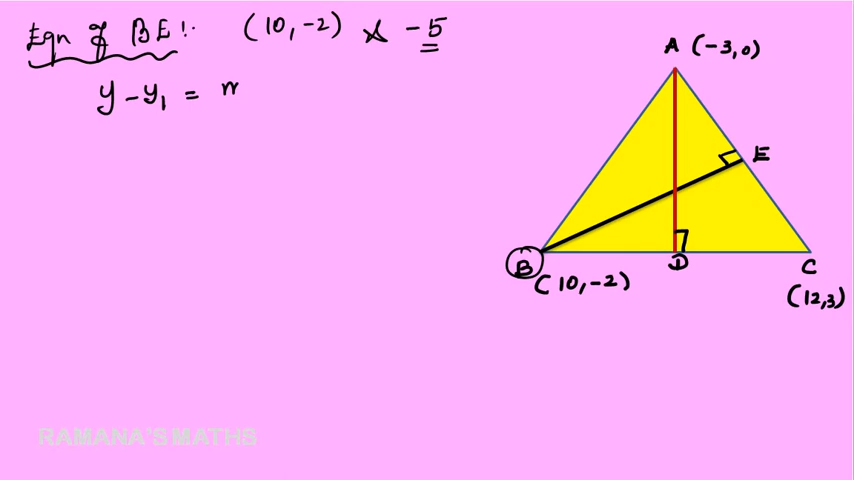 Eqn of BE :- (10, -2) & -5
y - y₁ = m
A (-3,0)
E
B
D
C
(10,-2)
(12,3)
RAMANA'S MATHS